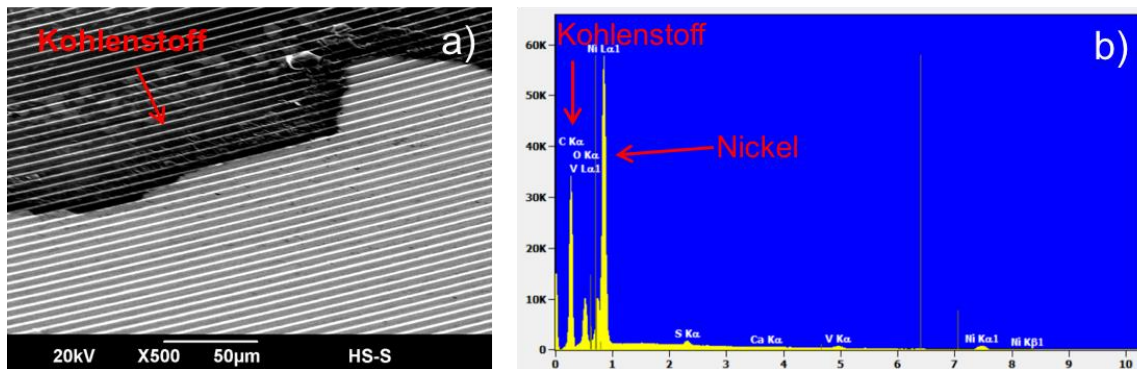 Kohlenstoff
a)
20kV X500 50µm HS-S
Kohlenstoff
b)
60K
Ni Lα1
50K
Nickel
40K
C Kα
O Kα
V Lα1
30K
20K
10K
S Kα
Ca Kα
V Kα
Ni Kα1
Ni Kβ1
0
0 1 2 3 4 5 6 7 8 9 10